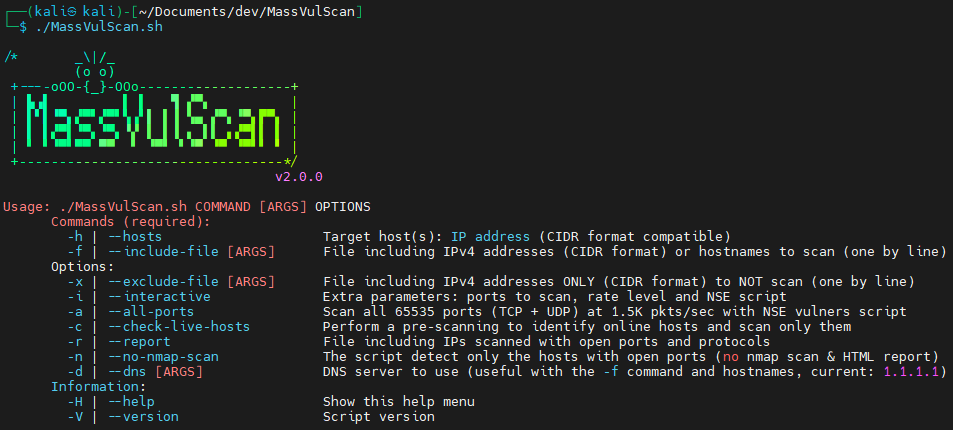 ┌──(kali㉿kali)-[~/Documents/dev/MassVulScan]
└─$ ./MassVulScan.sh
/*       _\|/_
         (o o)
 +----oOO-{_}-OOo-------------------+
MassVulScan
 +---------------------------------*/
v2.0.0
Usage: ./MassVulScan.sh COMMAND [ARGS] OPTIONS
      Commands (required):
        -h | --hosts                    Target host(s): IP address (CIDR format compatible)
        -f | --include-file [ARGS]      File including IPv4 addresses (CIDR format) or hostnames to scan (one by line)
      Options:
        -x | --exclude-file [ARGS]      File including IPv4 addresses ONLY (CIDR format) to NOT scan (one by line)
        -i | --interactive              Extra parameters: ports to scan, rate level and NSE script
        -a | --all-ports                Scan all 65535 ports (TCP + UDP) at 1.5K pkts/sec with NSE vulners script
        -c | --check-live-hosts         Perform a pre-scanning to identify online hosts and scan only them
        -r | --report                   File including IPs scanned with open ports and protocols
        -n | --no-nmap-scan             The script detect only the hosts with open ports (no nmap scan & HTML report)
        -d | --dns [ARGS]               DNS server to use (useful with the -f command and hostnames, current: 1.1.1.1)
      Information:
        -H | --help                     Show this help menu
        -V | --version                  Script version